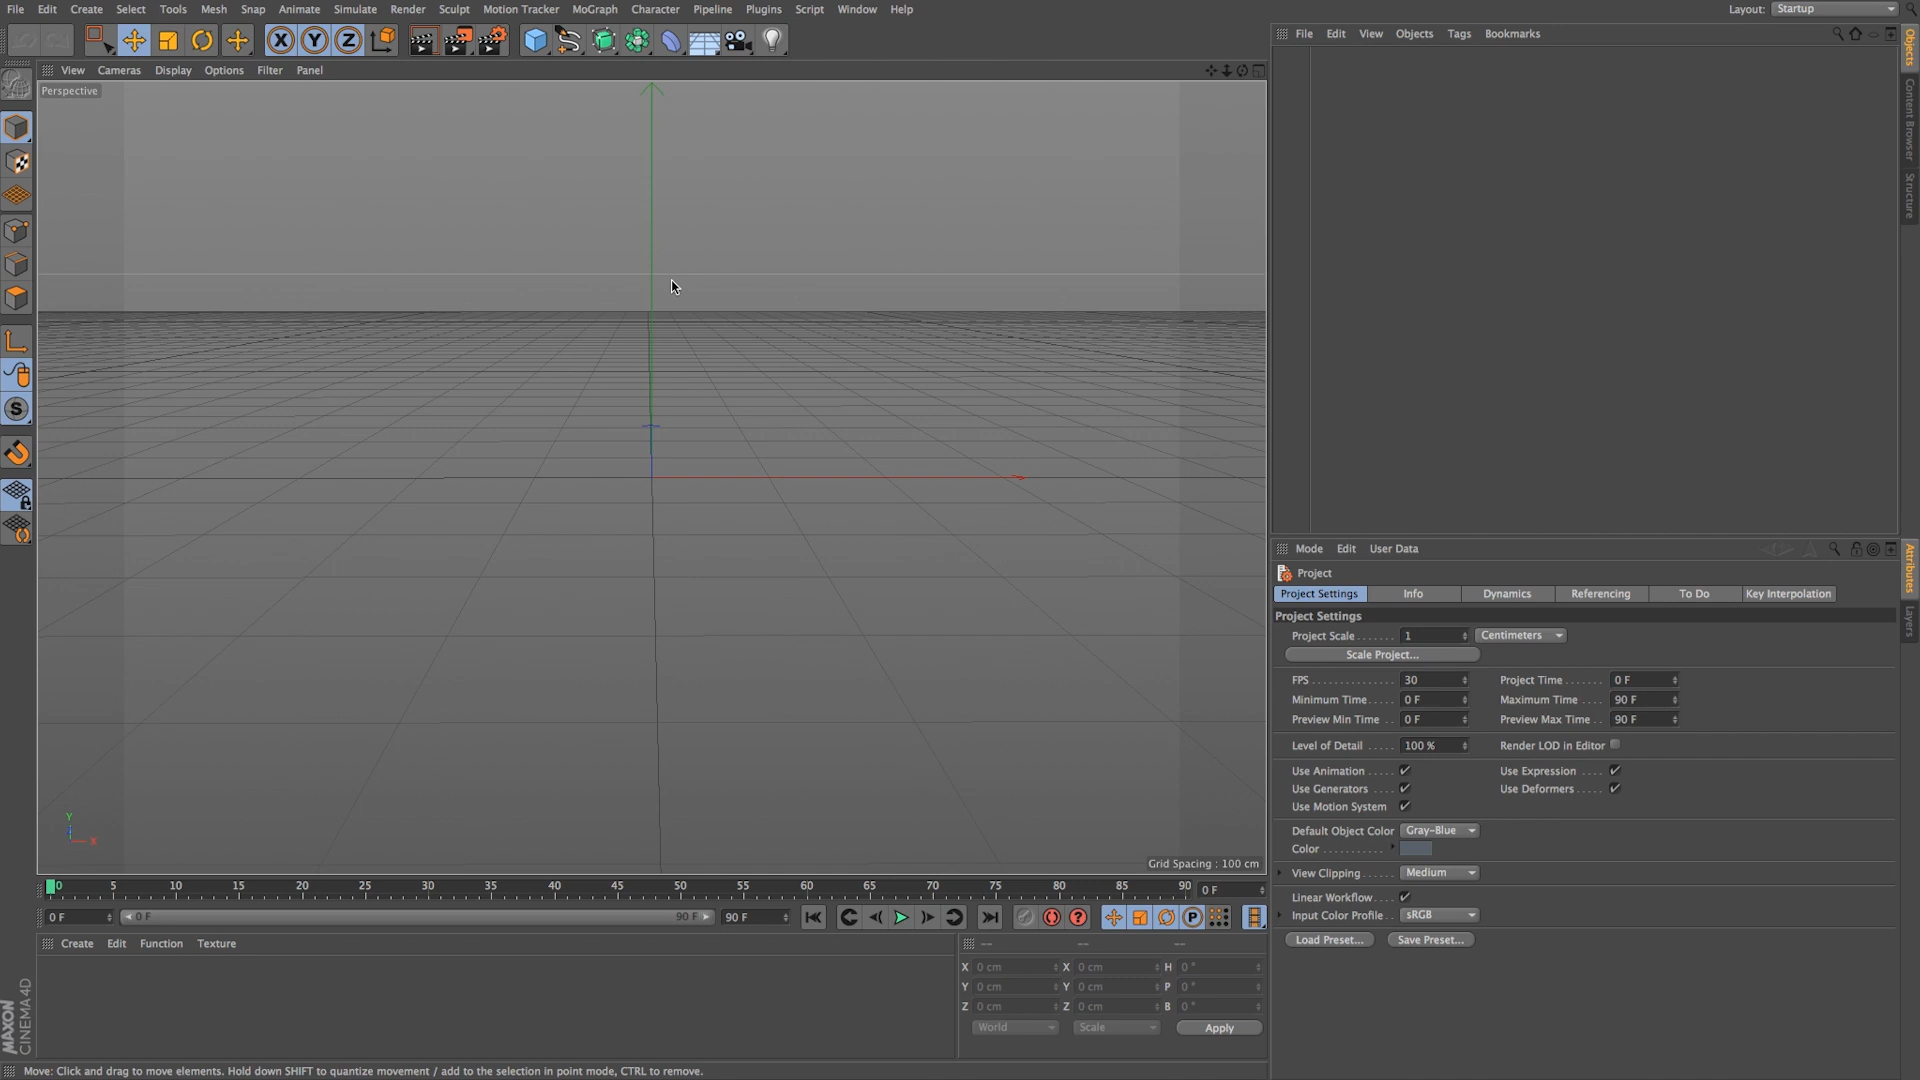 File Edit Create Select Tools Mesh Snap Animate Simulate Render Sculpt Motion Tracker MoGraph Character Pipeline Plugins Script Window Help Layout: Startup
X Y Z
File Edit View Objects Tags Bookmarks
Objects
Content Browser
Structure
View Cameras Display Options Filter Panel
Perspective
S
Y
X
Grid Spacing : 100 cm
Mode Edit User Data
Project
Project Settings Info Dynamics Referencing To Do Key Interpolation
Attributes
Layers
Project Settings
Project Scale 1 Centimeters
Scale Project...
FPS 30 Project Time 0 F
Minimum Time 0 F Maximum Time 90 F
Preview Min Time 0 F Preview Max Time 90 F
Level of Detail 100 % Render LOD in Editor
Use Animation Use Expression
Use Generators Use Deformers
Use Motion System
Default Object Color Gray-Blue
Color
View Clipping Medium
Linear Workflow
Input Color Profile sRGB
Load Preset... Save Preset...
0 5 10 15 20 25 30 35 40 45 50 55 60 65 70 75 80 85 90 0 F
0 F 0 F 90 F 90 F ? P
Create Edit Function Texture -- -- --
X 0 cm X 0 cm H 0 °
Y 0 cm Y 0 cm P 0 °
Z 0 cm Z 0 cm B 0 °
World Scale Apply
MAXON
CINEMA 4D
Move: Click and drag to move elements. Hold down SHIFT to quantize movement / add to the selection in point mode, CTRL to remove.